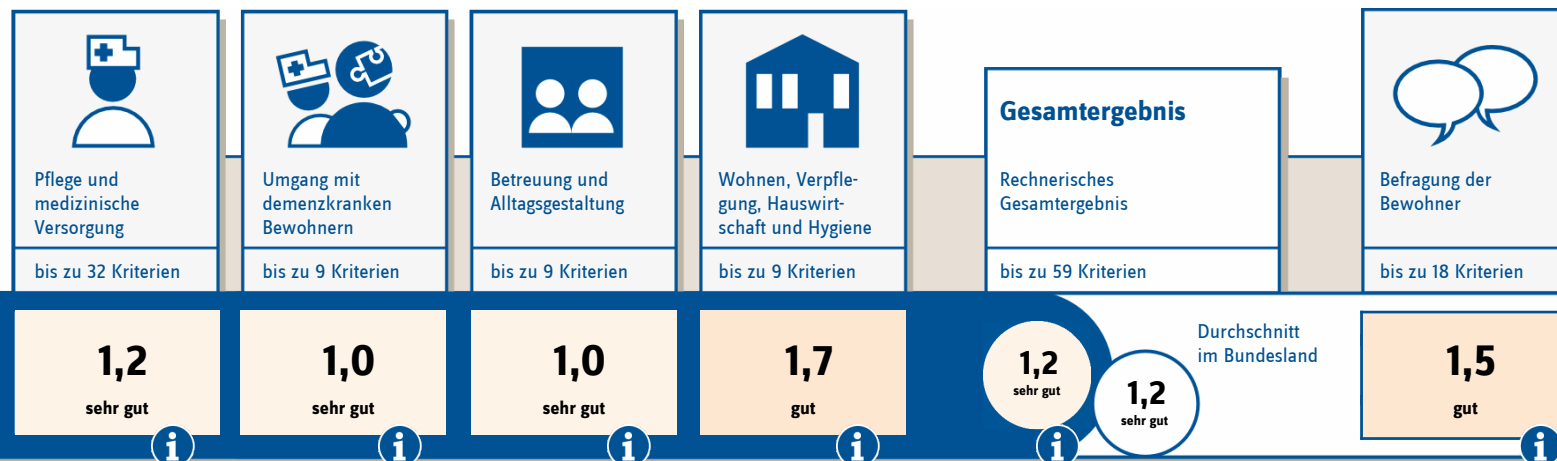 Pflege und
medizinische
Versorgung
bis zu 32 Kriterien
1,2
sehr gut
i
Umgang mit
demenzkranken
Bewohnern
bis zu 9 Kriterien
1,0
sehr gut
i
Betreuung und
Alltagsgestaltung
bis zu 9 Kriterien
1,0
sehr gut
i
Wohnen, Verpfle-
gung, Hauswirt-
schaft und Hygiene
bis zu 9 Kriterien
1,7
gut
i
Gesamtergebnis
Rechnerisches
Gesamtergebnis
bis zu 59 Kriterien
1,2
sehr gut
i
Durchschnitt
im Bundesland
1,2
sehr gut
Befragung der
Bewohner
bis zu 18 Kriterien
1,5
gut
i